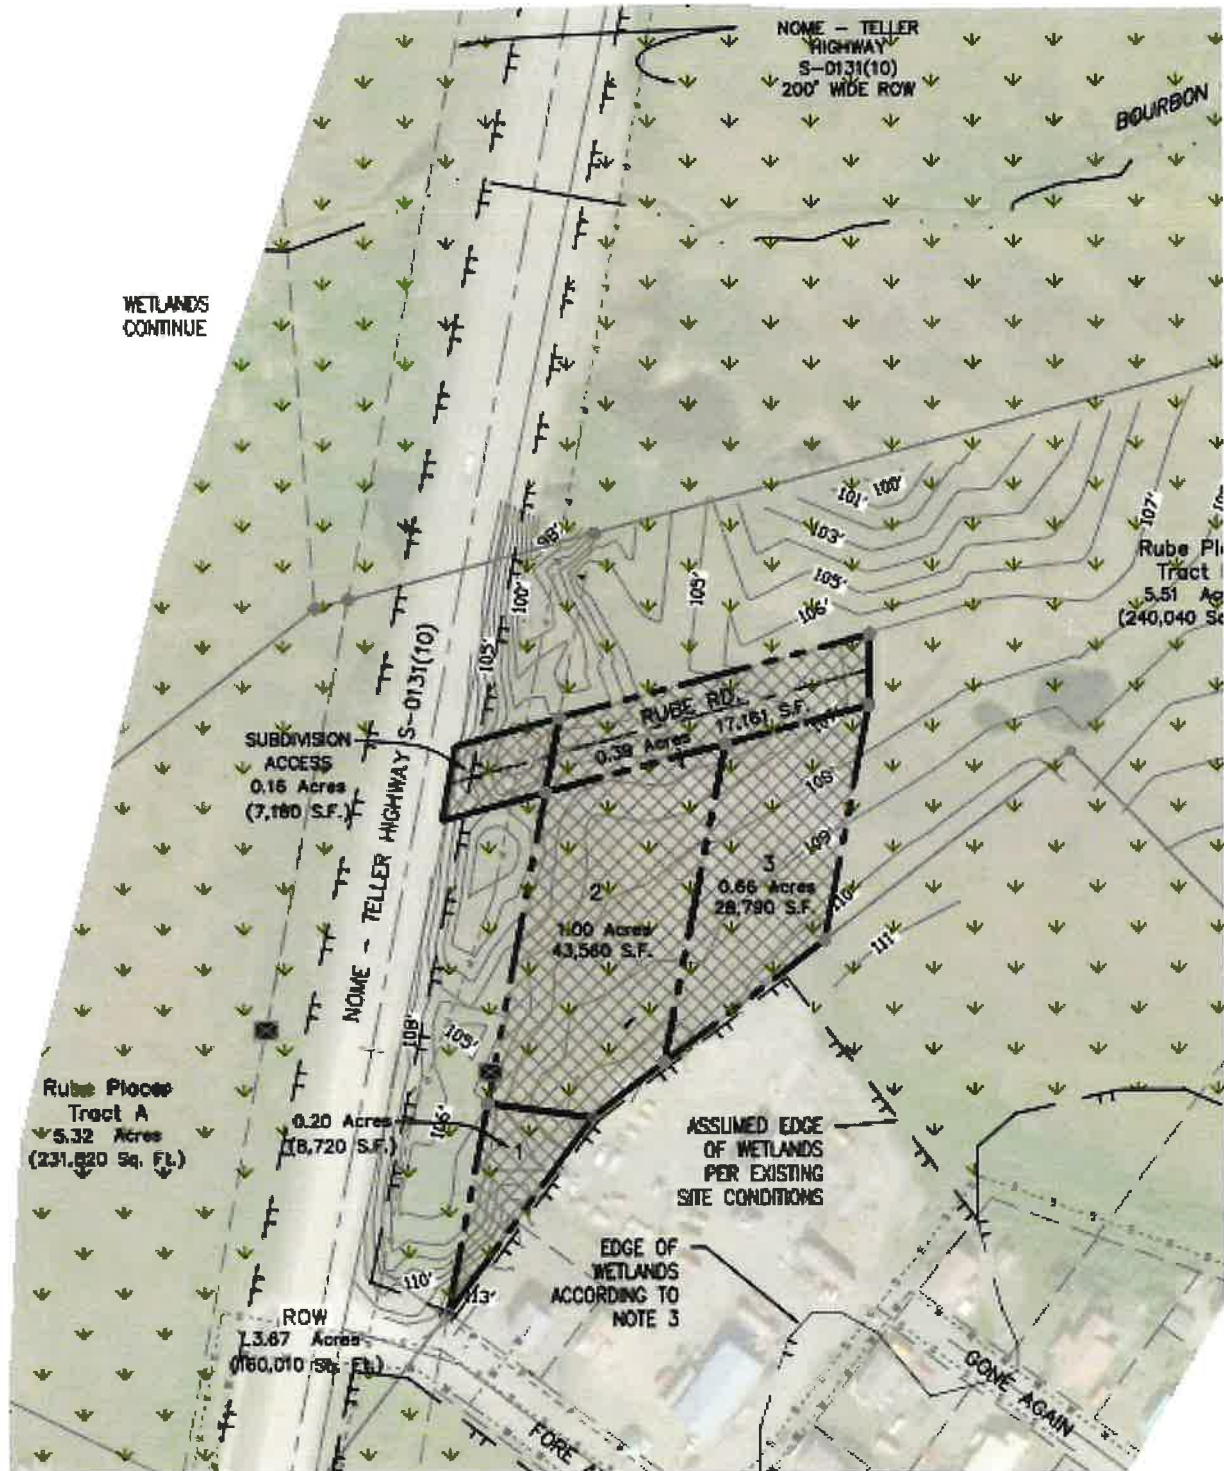 NOME - TELLER
HIGHWAY
S-0131(10)
200' WIDE ROW
BOURBON
WETLANDS
CONTINUE
101'
100'
103'
107'
98'
105'
105'
106'
100'
Rube
Tract
5.51
(240,040
105'
NOME - TELLER HIGHWAY S-0131(10)
RUBE RD.
0.39 Acres 17,161 S.F.
SUBDIVISION
ACCESS
0.16 Acres
(7,160 S.F.)
108'
109'
110'
111'
3
0.66 Acres
28,790 S.F.
2
1.00 Acres
43,560 S.F.
108'
105'
106'
Rube Places
Tract A
5.32 Acres
(231,820 Sq. Ft.)
0.20 Acres
(8,720 S.F.)
1
ASSUMED EDGE
OF WETLANDS
PER EXISTING
SITE CONDITIONS
EDGE OF
WETLANDS
ACCORDING TO
NOTE 3
110'
113'
ROW
3.67 Acres
(160,010 Sq. Ft.)
GONE AGAIN
FORE